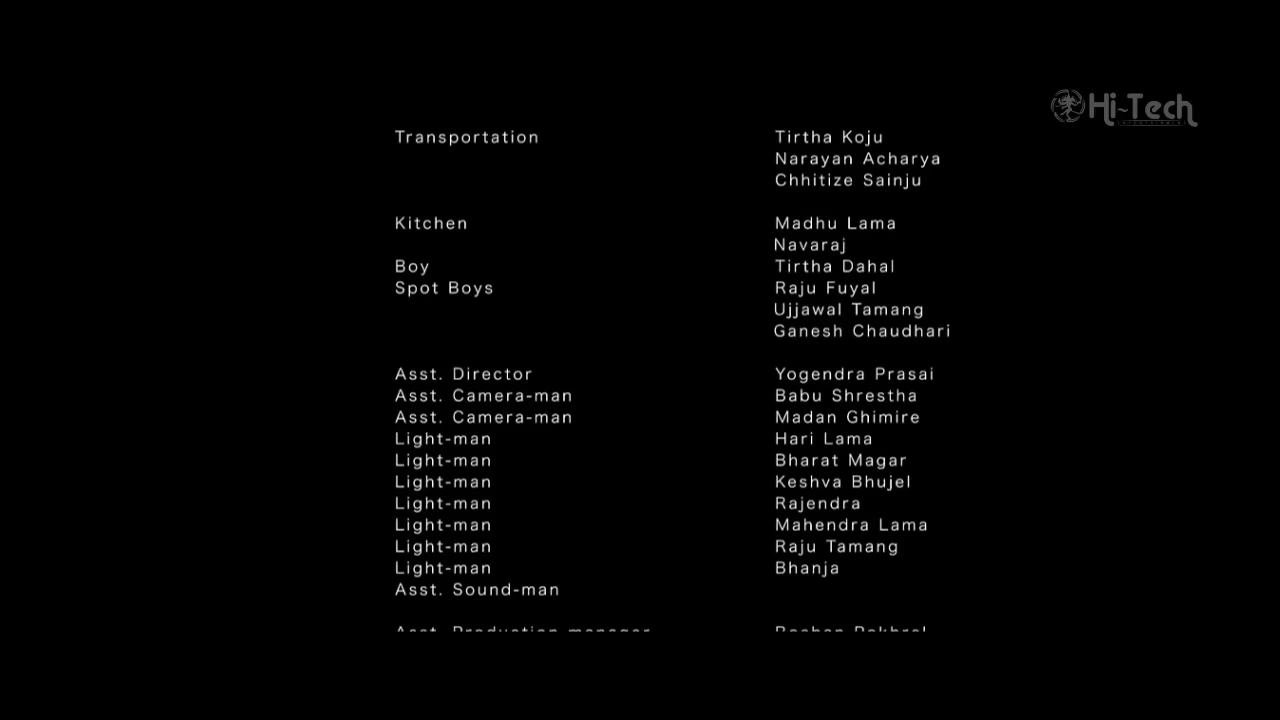 Hi~Tech
Transportation Tirtha Koju
Narayan Acharya
Chhitize Sainju
Kitchen Madhu Lama
Navaraj
Boy Tirtha Dahal
Spot Boys Raju Fuyal
Ujjawal Tamang
Ganesh Chaudhari
Asst. Director Yogendra Prasai
Asst. Camera-man Babu Shrestha
Asst. Camera-man Madan Ghimire
Light-man Hari Lama
Light-man Bharat Magar
Light-man Keshva Bhujel
Light-man Rajendra
Light-man Mahendra Lama
Light-man Raju Tamang
Light-man Bhanja
Asst. Sound-man
Asst. Production manager